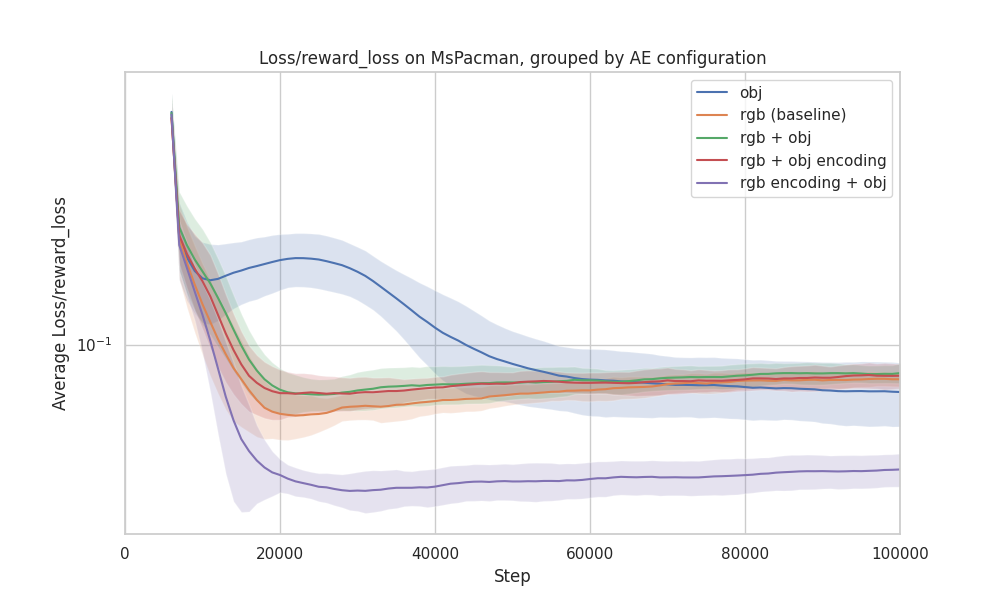 Loss/reward_loss on MsPacman, grouped by AE configuration
obj
rgb (baseline)
rgb + obj
rgb + obj encoding
rgb encoding + obj
Average Loss/reward_loss
10⁻¹
0 20000 40000 60000 80000 100000
Step